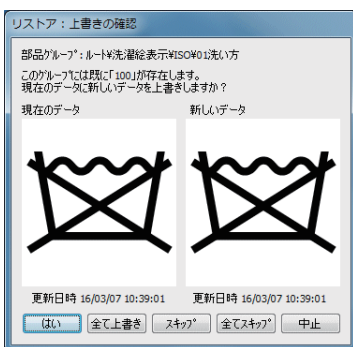 リストア：上書きの確認
部品ｸﾞﾙｰﾌﾟ：ルート¥洗濯絵表示¥ISO¥01洗い方
このｸﾞﾙｰﾌﾟには既に「100」が存在します。
現在のデータに新しいデータを上書きしますか？
現在のデータ 新しいデータ
更新日時 16/03/07 10:39:01 更新日時 16/03/07 10:39:01
はい 全て上書き ｽｷｯﾌﾟ 全てｽｷｯﾌﾟ 中止